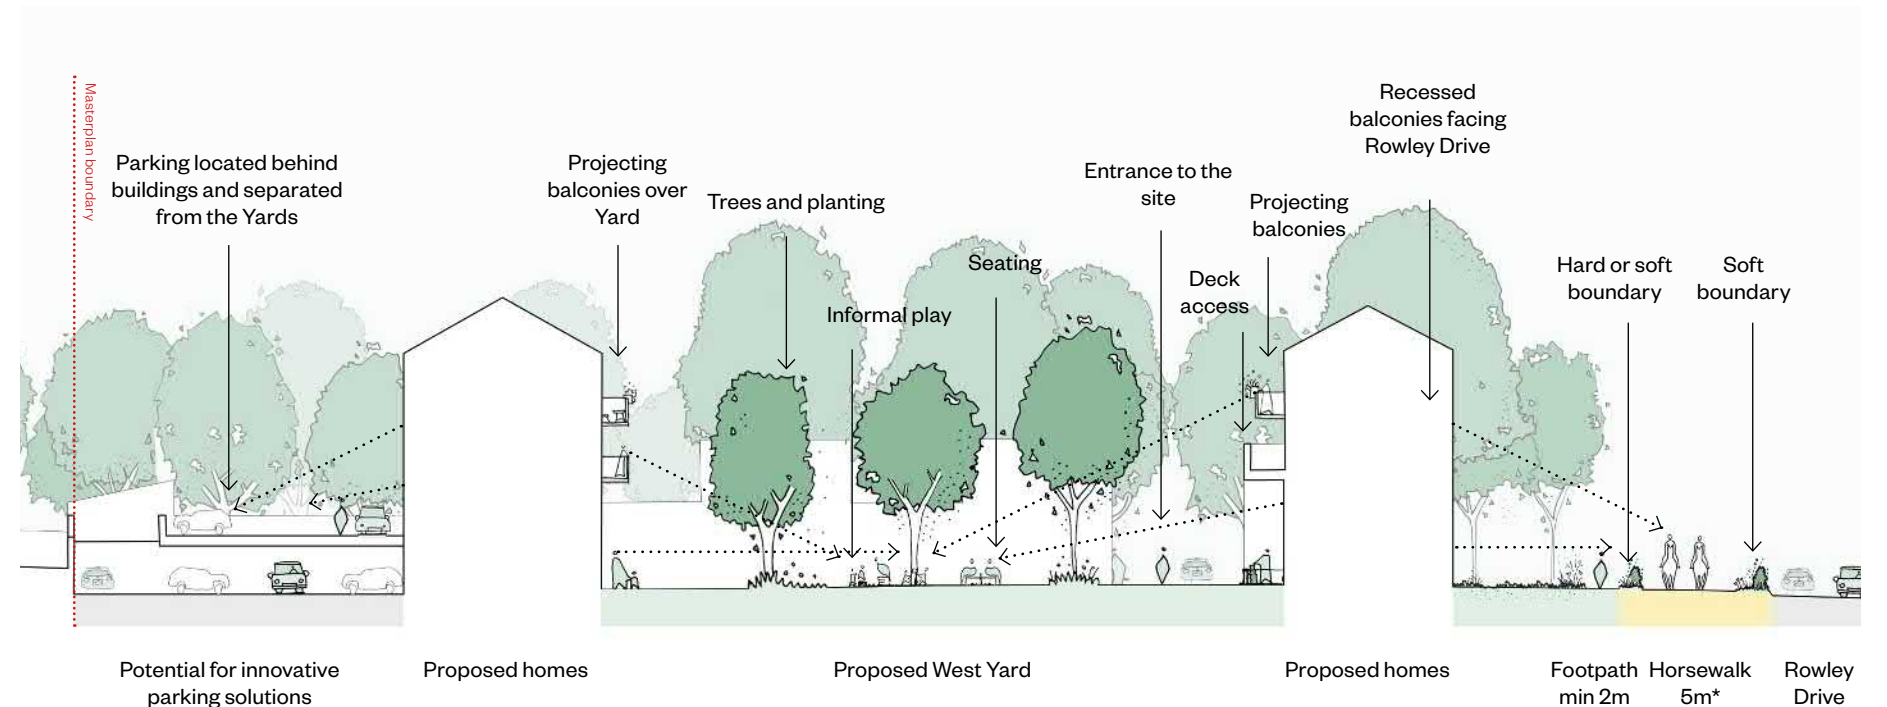 Masterplan boundary
Parking located behind
buildings and separated
from the Yards
Projecting
balconies over
Yard
Trees and planting
Informal play
Seating
Entrance to the
site
Deck
access
Projecting
balconies
Recessed
balconies facing
Rowley Drive
Hard or soft
boundary
Soft
boundary
Potential for innovative
parking solutions
Proposed homes
Proposed West Yard
Proposed homes
Footpath
min 2m
Horsewalk
5m*
Rowley
Drive